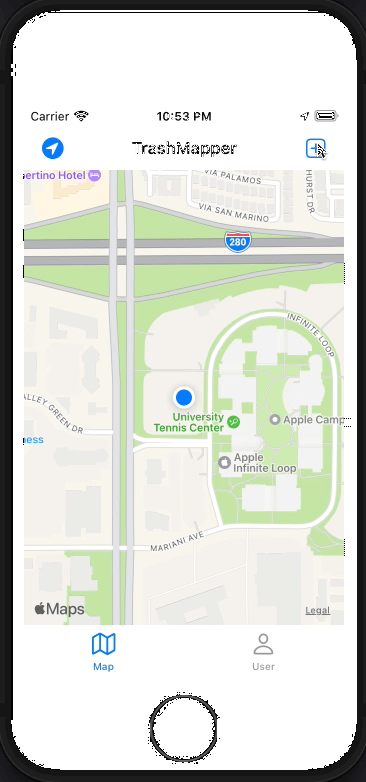 Carrier
10:53 PM
TrashMapper
ertino Hotel
VIA PALAMOS
HURST DR
VIA SAN MARINO
280
INFINITE LOOP
ALLEY GREEN DR
University
Tennis Center
Apple Camp
ness
Apple
Infinite Loop
MARIANI AVE
Maps
Legal
Map
User